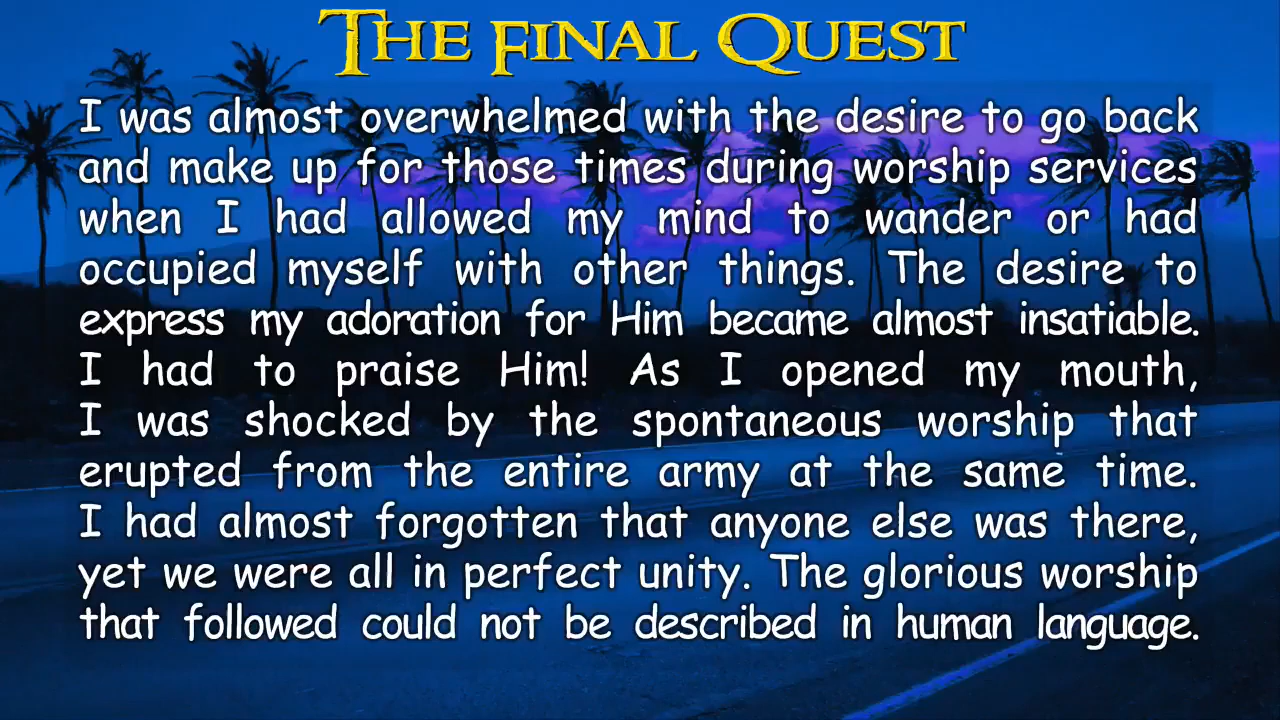 The Final Quest
I was almost overwhelmed with the desire to go back
and make up for those times during worship services
when I had allowed my mind to wander or had
occupied myself with other things. The desire to
express my adoration for Him became almost insatiable.
I had to praise Him! As I opened my mouth,
I was shocked by the spontaneous worship that
erupted from the entire army at the same time.
I had almost forgotten that anyone else was there,
yet we were all in perfect unity. The glorious worship
that followed could not be described in human language.